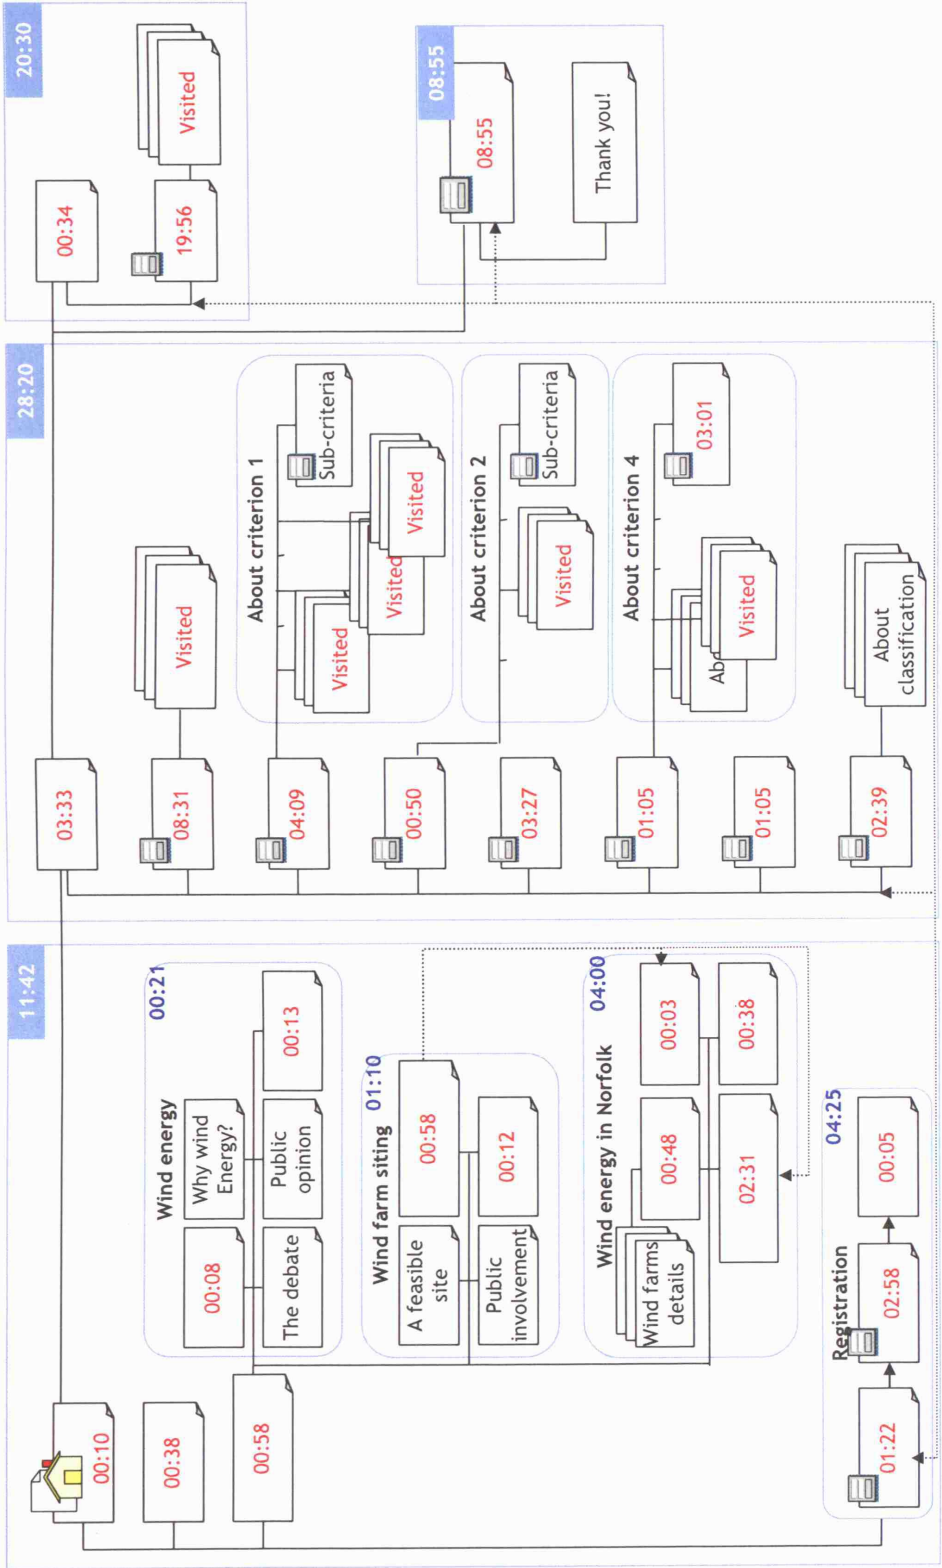 11:42
00:10
00:38
00:58
Wind energy
00:21
00:08
Why wind
Energy?
The debate
Public
opinion
00:13
Wind farm siting
01:10
A feasible
site
00:58
Public
involvement
00:12
Wind energy in Norfolk
04:00
Wind farms
details
00:48
00:03
02:31
00:38
Registration
04:25
01:22
02:58
00:05
28:20
03:33
08:31
Visited
04:09
About criterion 1
Visited
Visited
Visited
Sub-criteria
00:50
About criterion 2
Visited
Sub-criteria
03:27
01:05
About criterion 4
Ab
Visited
03:01
01:05
02:39
About
classification
20:30
00:34
19:56
Visited
08:55
08:55
Thank you!